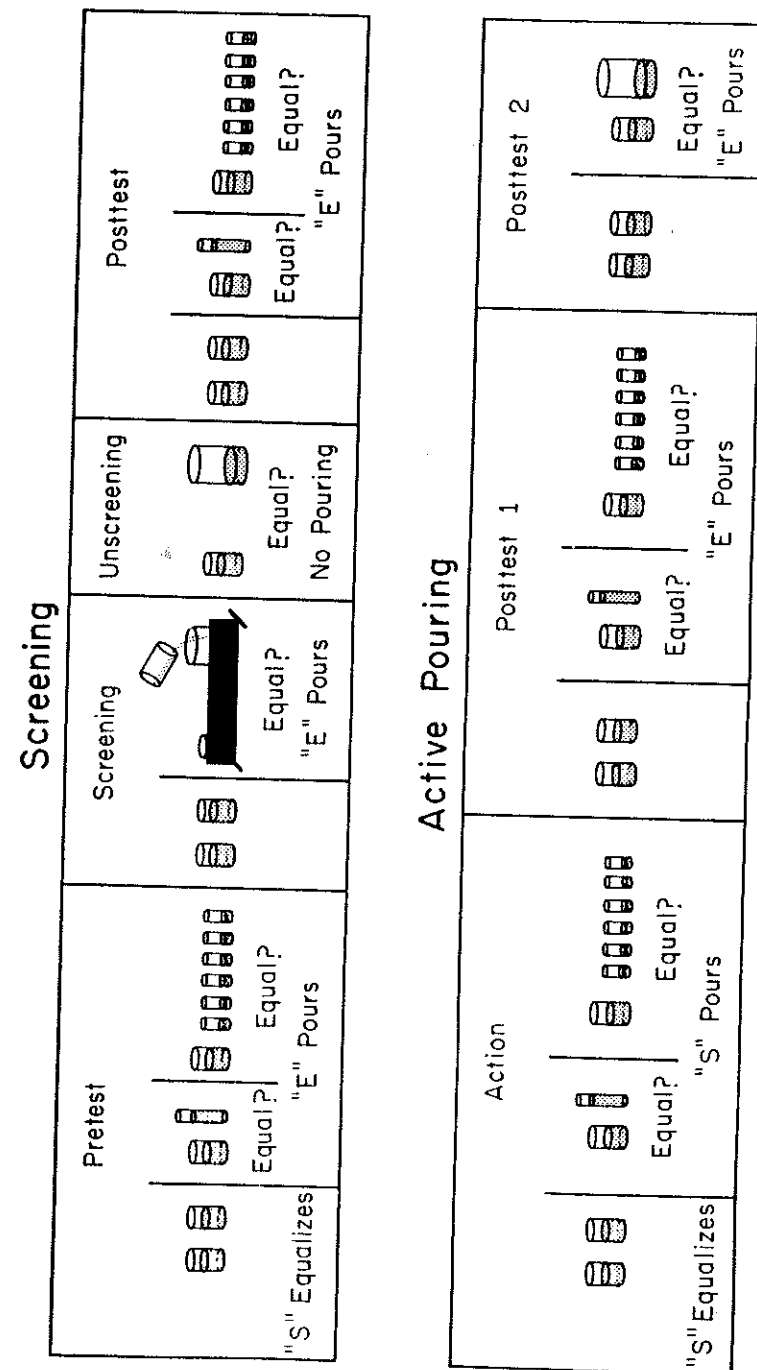 Screening
Pretest
Screening
Unscreening
Posttest
"S" Equalizes
Equal?
Equal?
"E" Pours
Equal?
"E" Pours
Equal?
No Pouring
Equal?
Equal?
"E" Pours
Active Pouring
Action
Posttest 1
Posttest 2
"S" Equalizes
Equal?
Equal?
"S" Pours
Equal?
Equal?
"E" Pours
Equal?
"E" Pours